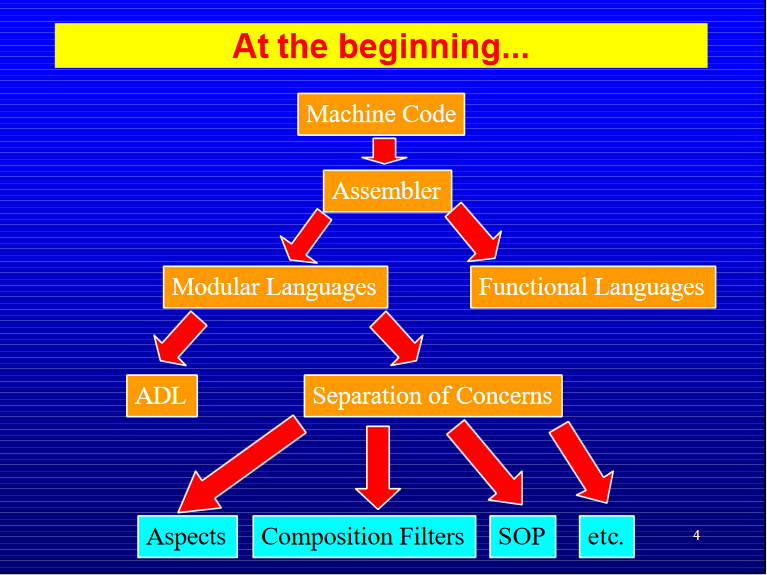 At the beginning...
Machine Code
Assembler
Modular Languages
Functional Languages
ADL
Separation of Concerns
Aspects
Composition Filters
SOP
etc.
4